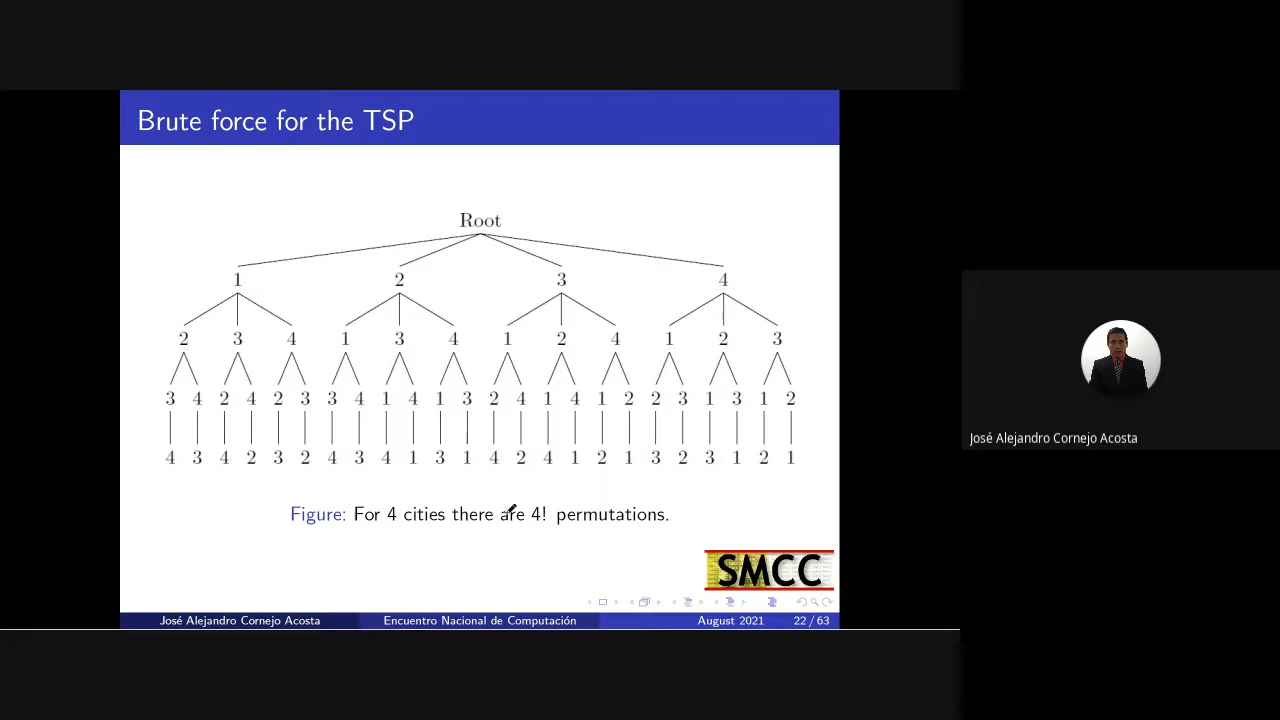 Brute force for the TSP
Root
1 2 3 4
2 3 4 1 3 4 1 2 4 1 2 3
3 4 2 4 2 3 3 4 1 4 1 3 2 4 1 4 1 2 2 3 1 3 1 2
4 3 4 2 3 2 4 3 4 1 3 1 4 2 4 1 2 1 3 2 3 1 2 1
Figure: For 4 cities there are 4! permutations.
SMCC
José Alejandro Cornejo Acosta Encuentro Nacional de Computación August 2021 22 / 63
José Alejandro Cornejo Acosta